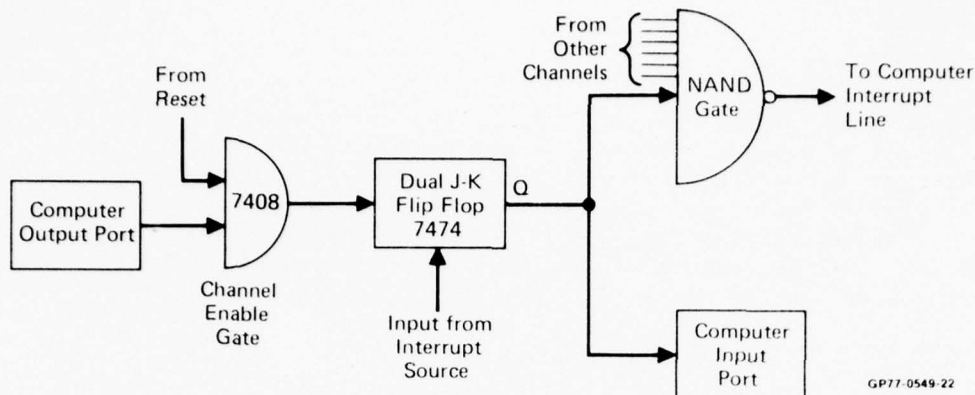 From
Reset
Computer
Output Port
7408
Channel
Enable
Gate
Dual J-K
Flip Flop
7474
Q
Input from
Interrupt
Source
From
Other
Channels
NAND
Gate
To Computer
Interrupt
Line
Computer
Input
Port
GP77-0549-22